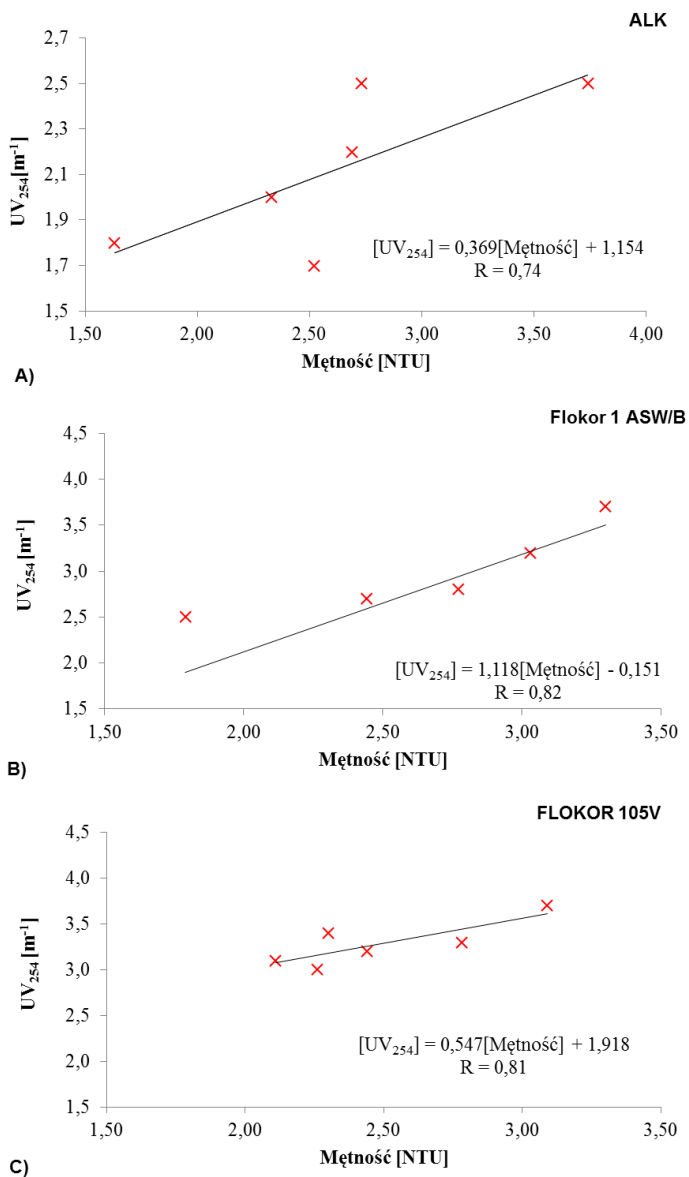 ALK
2,7
2,5
2,3
2,1
1,9
1,7
1,5
UV₂₅₄[m⁻¹]
[UV₂₅₄] = 0,369[Mętność] + 1,154
R = 0,74
1,50 2,00 2,50 3,00 3,50 4,00
Mętność [NTU]
A)
Flokor 1 ASW/B
4,5
4,0
3,5
3,0
2,5
2,0
1,5
UV₂₅₄ [m⁻¹]
[UV₂₅₄] = 1,118[Mętność] - 0,151
R = 0,82
1,50 2,00 2,50 3,00 3,50
Mętność [NTU]
B)
FLOKOR 105V
4,5
4,0
3,5
3,0
2,5
2,0
1,5
UV₂₅₄ [m⁻¹]
[UV₂₅₄] = 0,547[Mętność] + 1,918
R = 0,81
1,50 2,00 2,50 3,00 3,50
Mętność [NTU]
C)